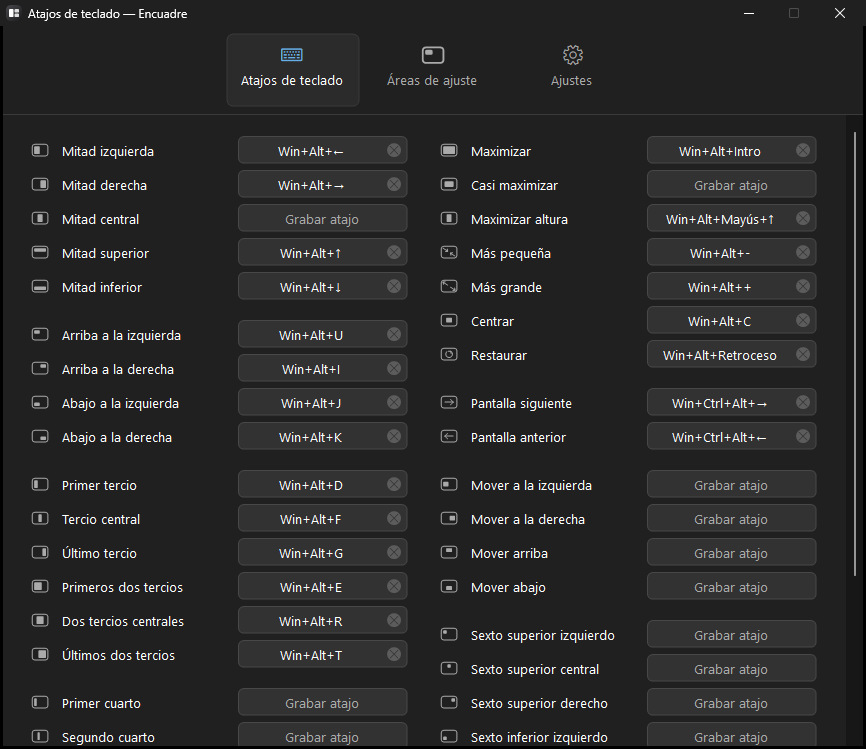 Atajos de teclado — Encuadre
Atajos de teclado
Áreas de ajuste
Ajustes
Mitad izquierda Win+Alt+←
Mitad derecha Win+Alt+→
Mitad central Grabar atajo
Mitad superior Win+Alt+↑
Mitad inferior Win+Alt+↓
Arriba a la izquierda Win+Alt+U
Arriba a la derecha Win+Alt+I
Abajo a la izquierda Win+Alt+J
Abajo a la derecha Win+Alt+K
Primer tercio Win+Alt+D
Tercio central Win+Alt+F
Último tercio Win+Alt+G
Primeros dos tercios Win+Alt+E
Dos tercios centrales Win+Alt+R
Últimos dos tercios Win+Alt+T
Primer cuarto Grabar atajo
Segundo cuarto Grabar atajo
Maximizar Win+Alt+Intro
Casi maximizar Grabar atajo
Maximizar altura Win+Alt+Mayús+↑
Más pequeña Win+Alt+-
Más grande Win+Alt++
Centrar Win+Alt+C
Restaurar Win+Alt+Retroceso
Pantalla siguiente Win+Ctrl+Alt+→
Pantalla anterior Win+Ctrl+Alt+←
Mover a la izquierda Grabar atajo
Mover a la derecha Grabar atajo
Mover arriba Grabar atajo
Mover abajo Grabar atajo
Sexto superior izquierdo Grabar atajo
Sexto superior central Grabar atajo
Sexto superior derecho Grabar atajo
Sexto inferior izquierdo Grabar atajo